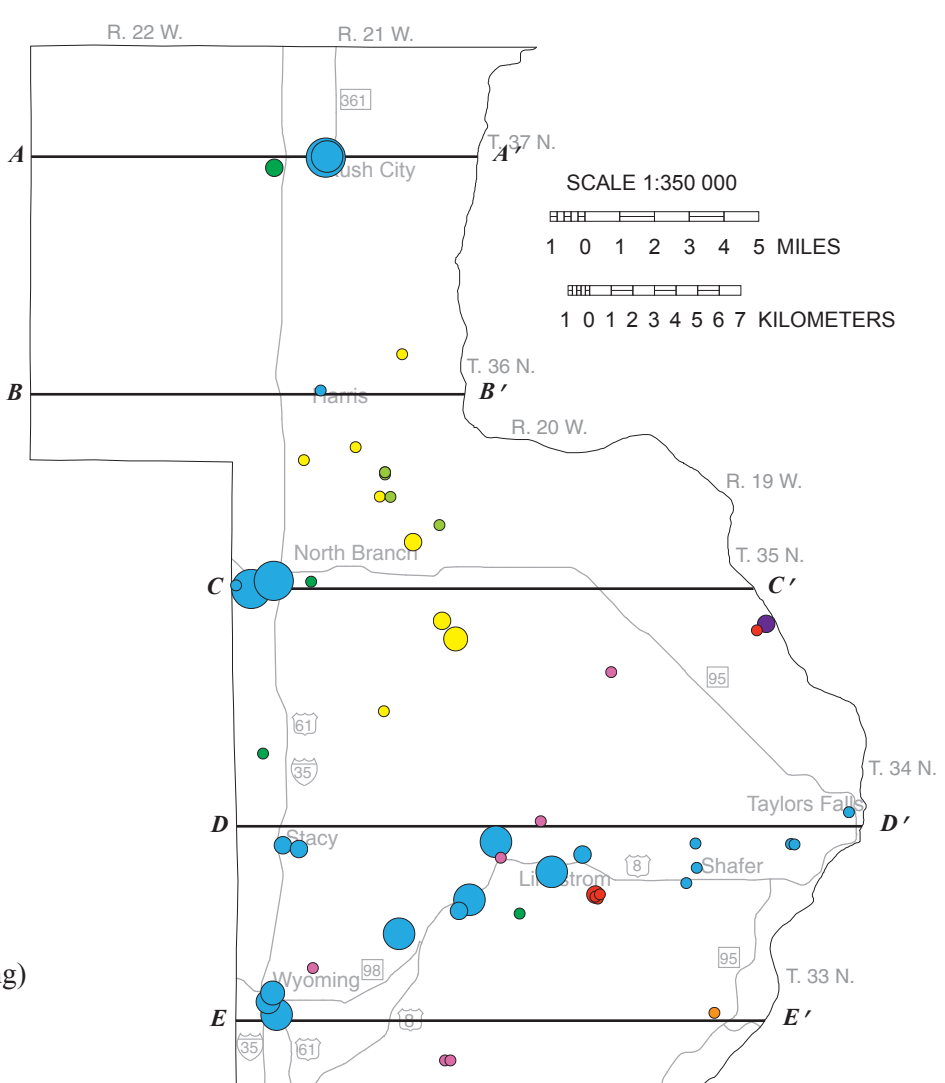 R. 22 W.
R. 21 W.
361
T. 37 N.
A
A′
ush City
SCALE 1:350 000
1 0 1 2 3 4 5 MILES
1 0 1 2 3 4 5 6 7 KILOMETERS
T. 36 N.
B
B′
Harris
R. 20 W.
R. 19 W.
North Branch
T. 35 N.
C
C′
95
61
35
T. 34 N.
Taylors Falls
D
D′
Stacy
8
Shafer
Lindstrom
95
g)
98
Wyoming
T. 33 N.
E
8
E′
35
61